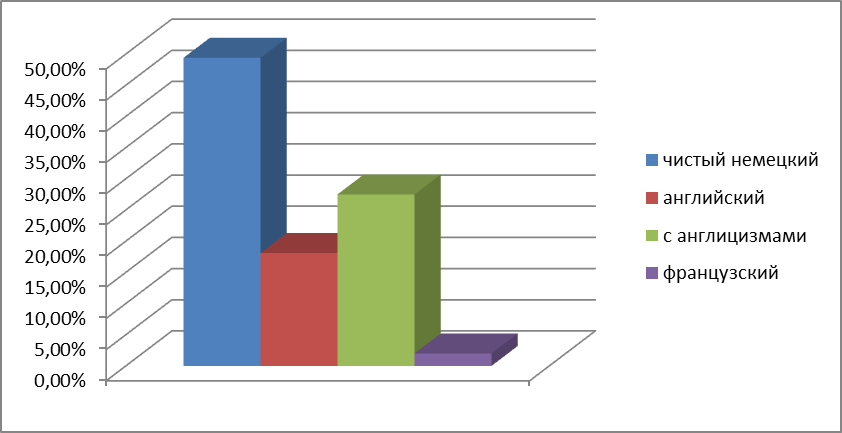 50,00%
45,00%
40,00%
35,00%
30,00%
25,00%
20,00%
15,00%
10,00%
5,00%
0,00%
чистый немецкий
английский
с англицизмами
французский